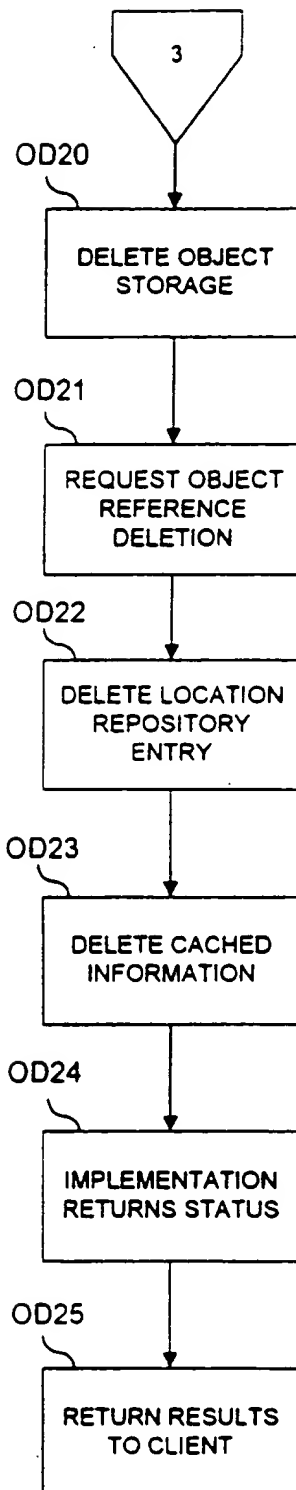 3
OD20
DELETE OBJECT
STORAGE
OD21
REQUEST OBJECT
REFERENCE
DELETION
OD22
DELETE LOCATION
REPOSITORY
ENTRY
OD23
DELETE CACHED
INFORMATION
OD24
IMPLEMENTATION
RETURNS STATUS
OD25
RETURN RESULTS
TO CLIENT